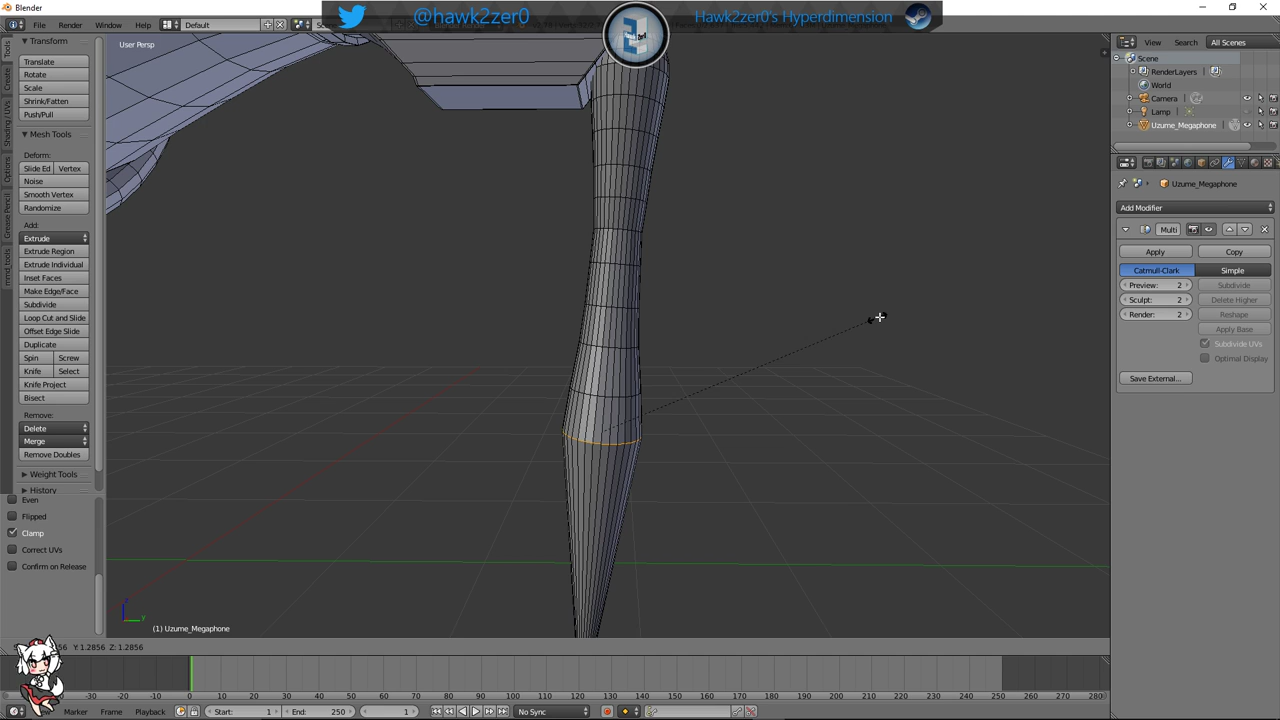 Blender
@hawk2zer0
Hawk2zer0's Hyperdimension
File
Render
Window
Help
Default
View
Search
All Scenes
Tools
Create
Shading / UVs
Options
Grease Pencil
mmd_tools
Transform
Translate
Rotate
Scale
Shrink/Fatten
Push/Pull
Mesh Tools
Deform:
Slide Ed
Vertex
Noise
Smooth Vertex
Randomize
Add:
Extrude
Extrude Region
Extrude Individual
Inset Faces
Make Edge/Face
Subdivide
Loop Cut and Slide
Offset Edge Slide
Duplicate
Spin
Screw
Knife
Select
Knife Project
Bisect
Remove:
Delete
Merge
Remove Doubles
Weight Tools
History
Even
Flipped
Clamp
Correct UVs
Confirm on Release
User Persp
z
y
(1) Uzume_Megaphone
Scene
RenderLayers
World
Camera
Lamp
Uzume_Megaphone
Uzume_Megaphone
Add Modifier
Multi
Apply
Copy
Catmull-Clark
Simple
Preview: 2
Subdivide
Sculpt: 2
Delete Higher
Render: 2
Reshape
Apply Base
Subdivide UVs
Optimal Display
Save External...
Y: 1.2856 Z: 1.2856
-30 -20 -10 0 10 20 30 40 50 60 70 80 90 100 110 120 130 140 150 160 170 180 190 200 210 220 230 240 250 260 270 280
Marker
Frame
Playback
Start: 1
End: 250
1
No Sync